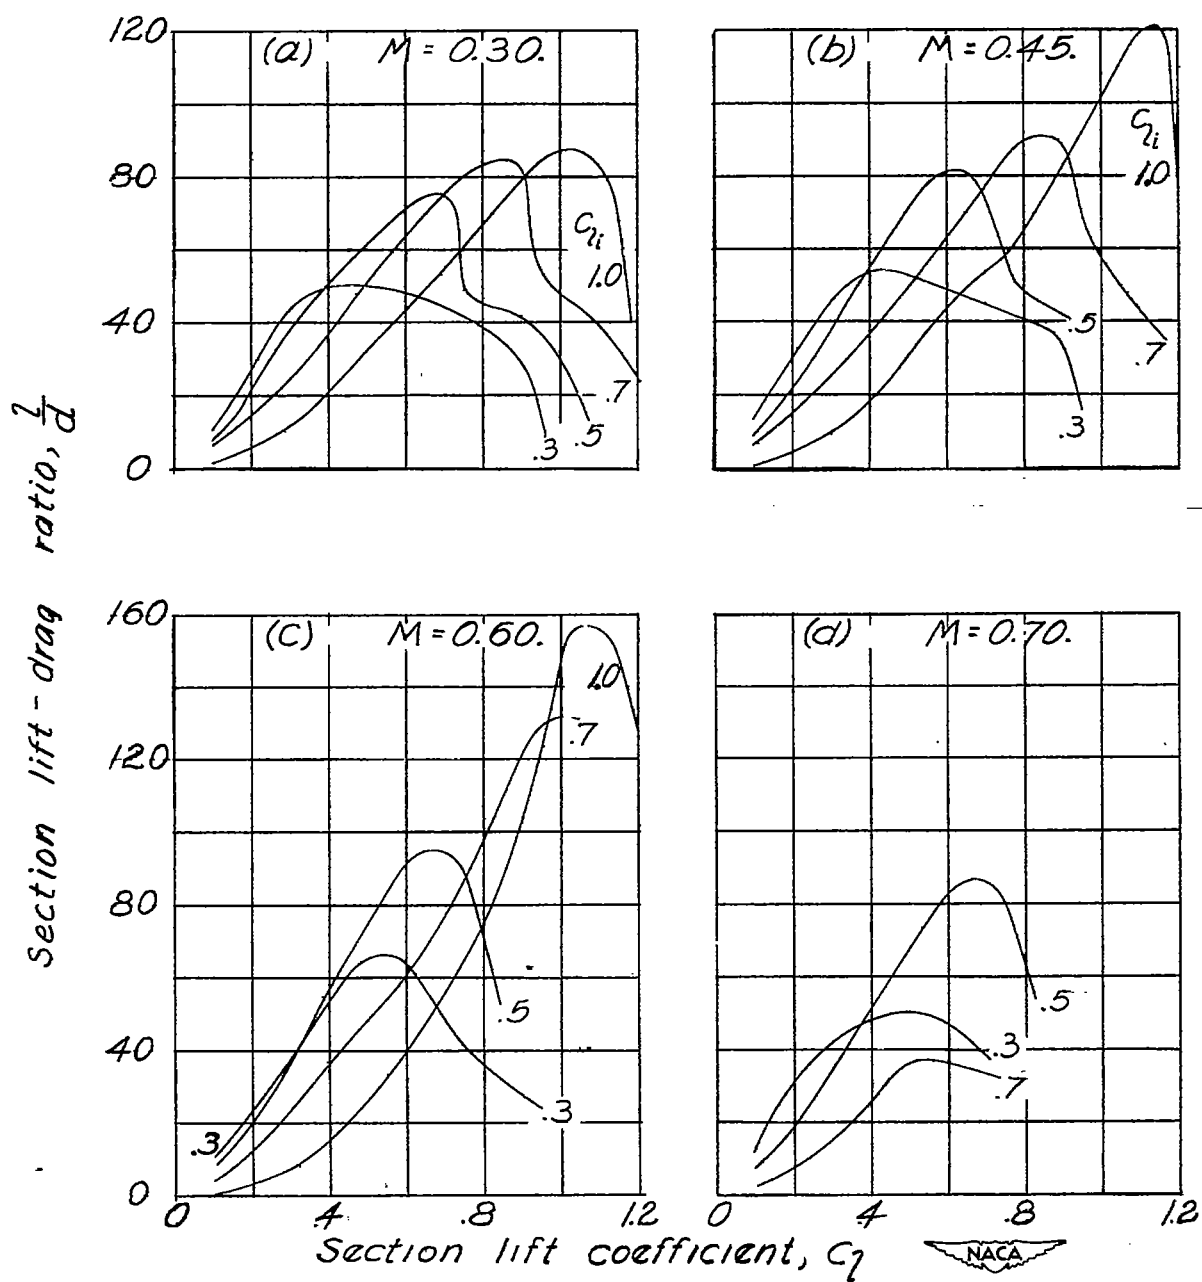 120
80
40
0
(a) M = 0.30.
C_li
1.0
.7
.5
.3
(b) M = 0.45.
C_li
1.0
.5
.7
.3
Section lift-drag ratio, l/d
160
120
80
40
0
(c) M = 0.60.
1.0
.7
.5
.3
.3
(d) M = 0.70.
.5
.3
.7
0 .4 .8 1.2
0 .4 0.8 1.2
Section lift coefficient, C_l
NACA